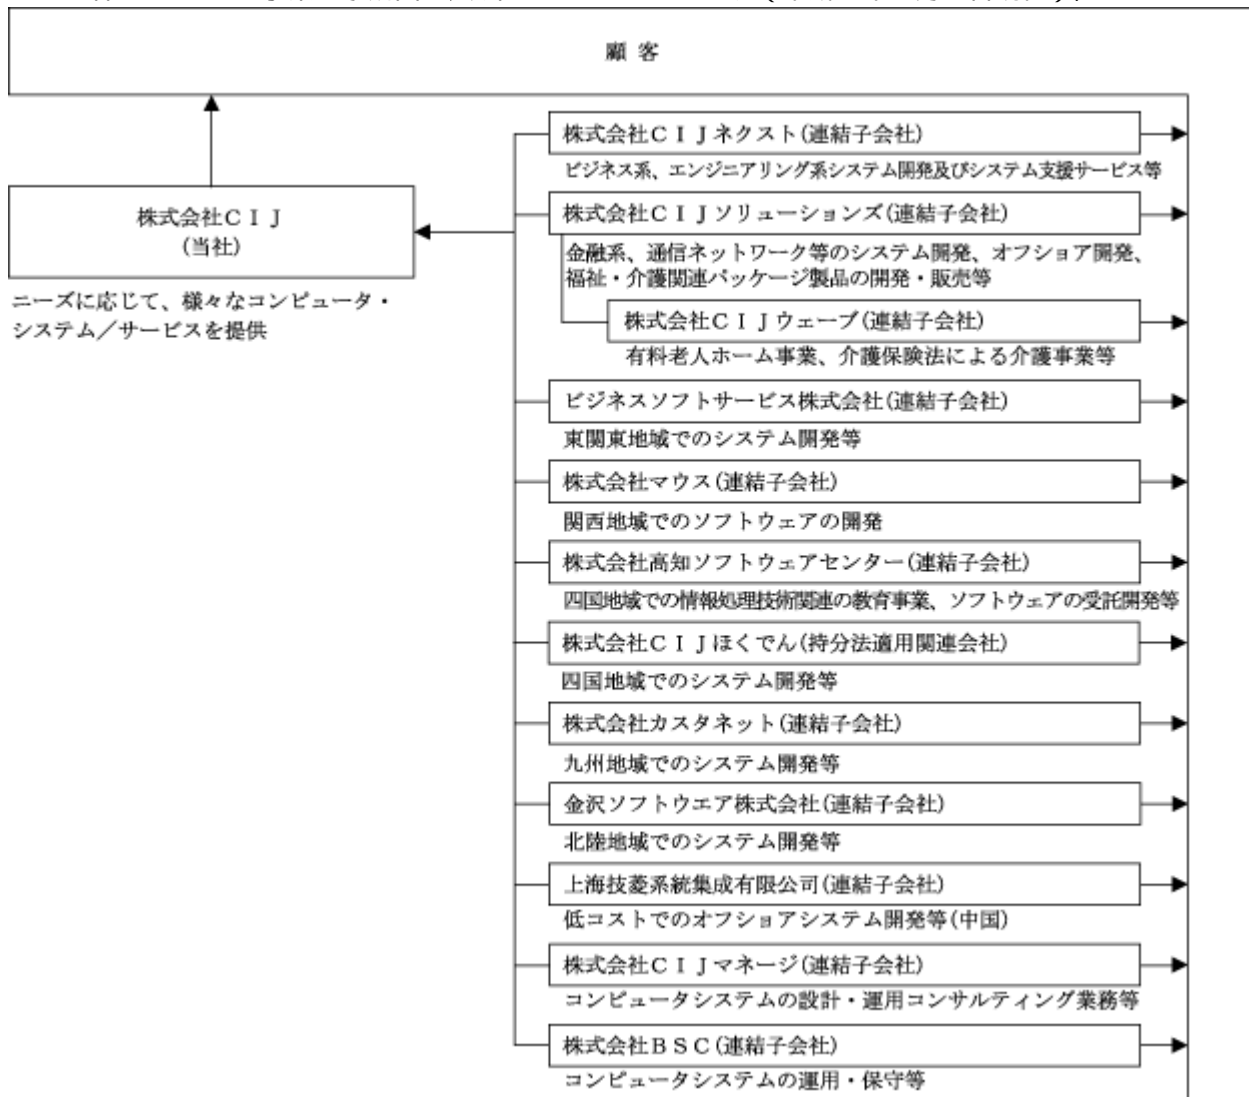 顧 客
株式会社ＣＩＪ
(当社)
ニーズに応じて、様々なコンピュータ・
システム／サービスを提供
株式会社ＣＩＪネクスト(連結子会社)
ビジネス系、エンジニアリング系システム開発及びシステム支援サービス等
株式会社ＣＩＪソリューションズ(連結子会社)
金融系、通信ネットワーク等のシステム開発、オフショア開発、
福祉・介護関連パッケージ製品の開発・販売等
株式会社ＣＩＪウェーブ(連結子会社)
有料老人ホーム事業、介護保険法による介護事業等
ビジネスソフトサービス株式会社(連結子会社)
東関東地域でのシステム開発等
株式会社マウス(連結子会社)
関西地域でのソフトウェアの開発
株式会社高知ソフトウェアセンター(連結子会社)
四国地域での情報処理技術関連の教育事業、ソフトウェアの受託開発等
株式会社ＣＩＪほくでん(持分法適用関連会社)
四国地域でのシステム開発等
株式会社カスタネット(連結子会社)
九州地域でのシステム開発等
金沢ソフトウエア株式会社(連結子会社)
北陸地域でのシステム開発等
上海技菱系統集成有限公司(連結子会社)
低コストでのオフショアシステム開発等(中国)
株式会社ＣＩＪマネージ(連結子会社)
コンピュータシステムの設計・運用コンサルティング業務等
株式会社ＢＳＣ(連結子会社)
コンピュータシステムの運用・保守等